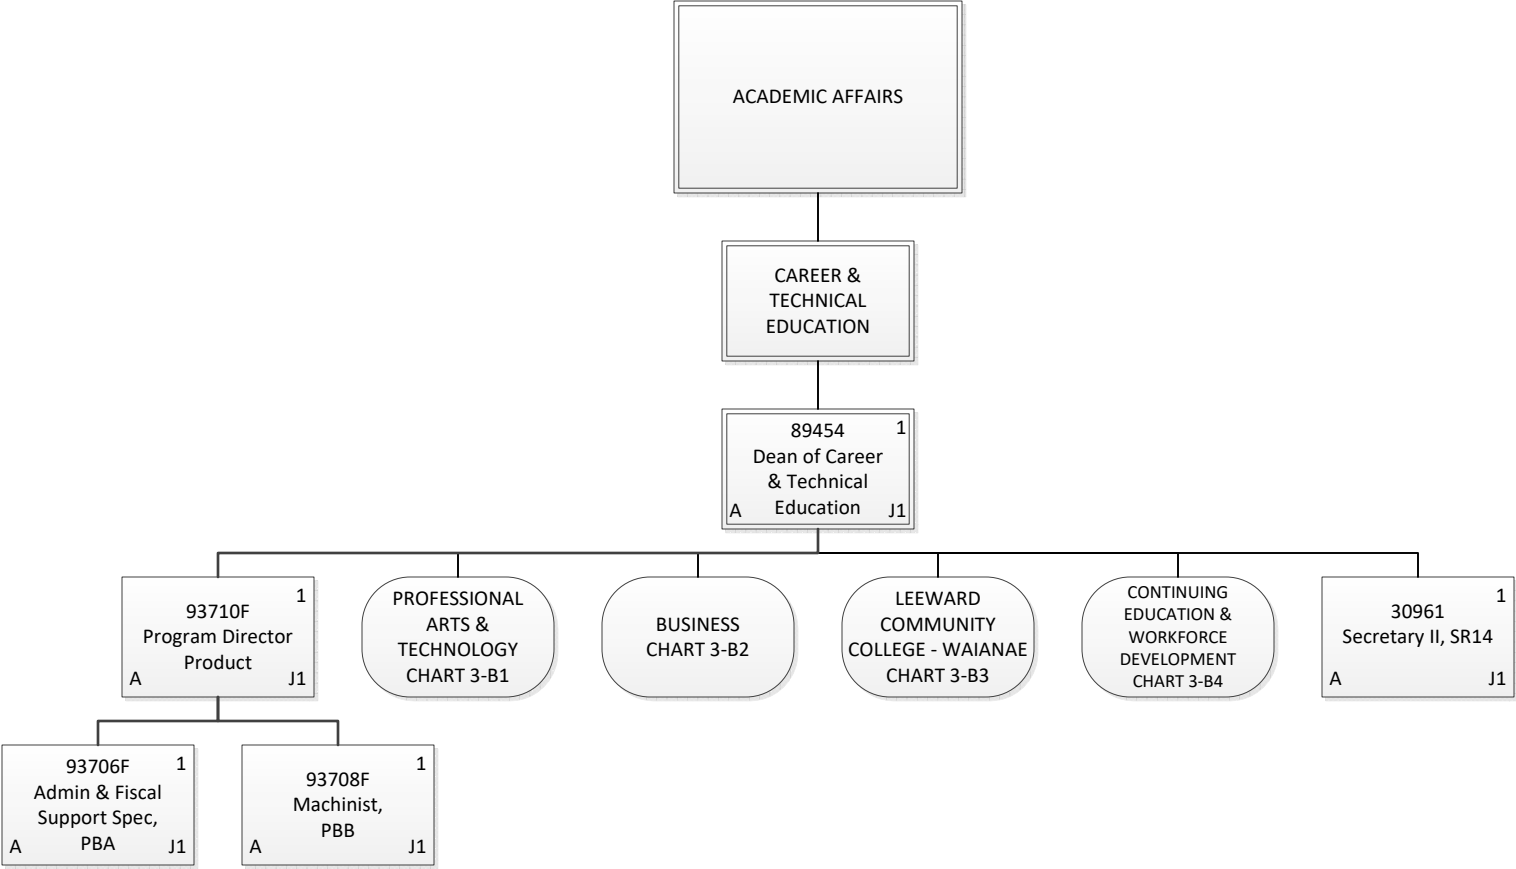 ACADEMIC AFFAIRS
CAREER &
TECHNICAL
EDUCATION
89454 1
Dean of Career
& Technical
Education
A J1
93710F 1
Program Director
Product
A J1
PROFESSIONAL
ARTS &
TECHNOLOGY
CHART 3-B1
BUSINESS
CHART 3-B2
LEEWARD
COMMUNITY
COLLEGE - WAIANAE
CHART 3-B3
CONTINUING
EDUCATION &
WORKFORCE
DEVELOPMENT
CHART 3-B4
30961 1
Secretary II, SR14
A J1
93706F 1
Admin & Fiscal
Support Spec,
PBA
A J1
93708F 1
Machinist,
PBB
A J1